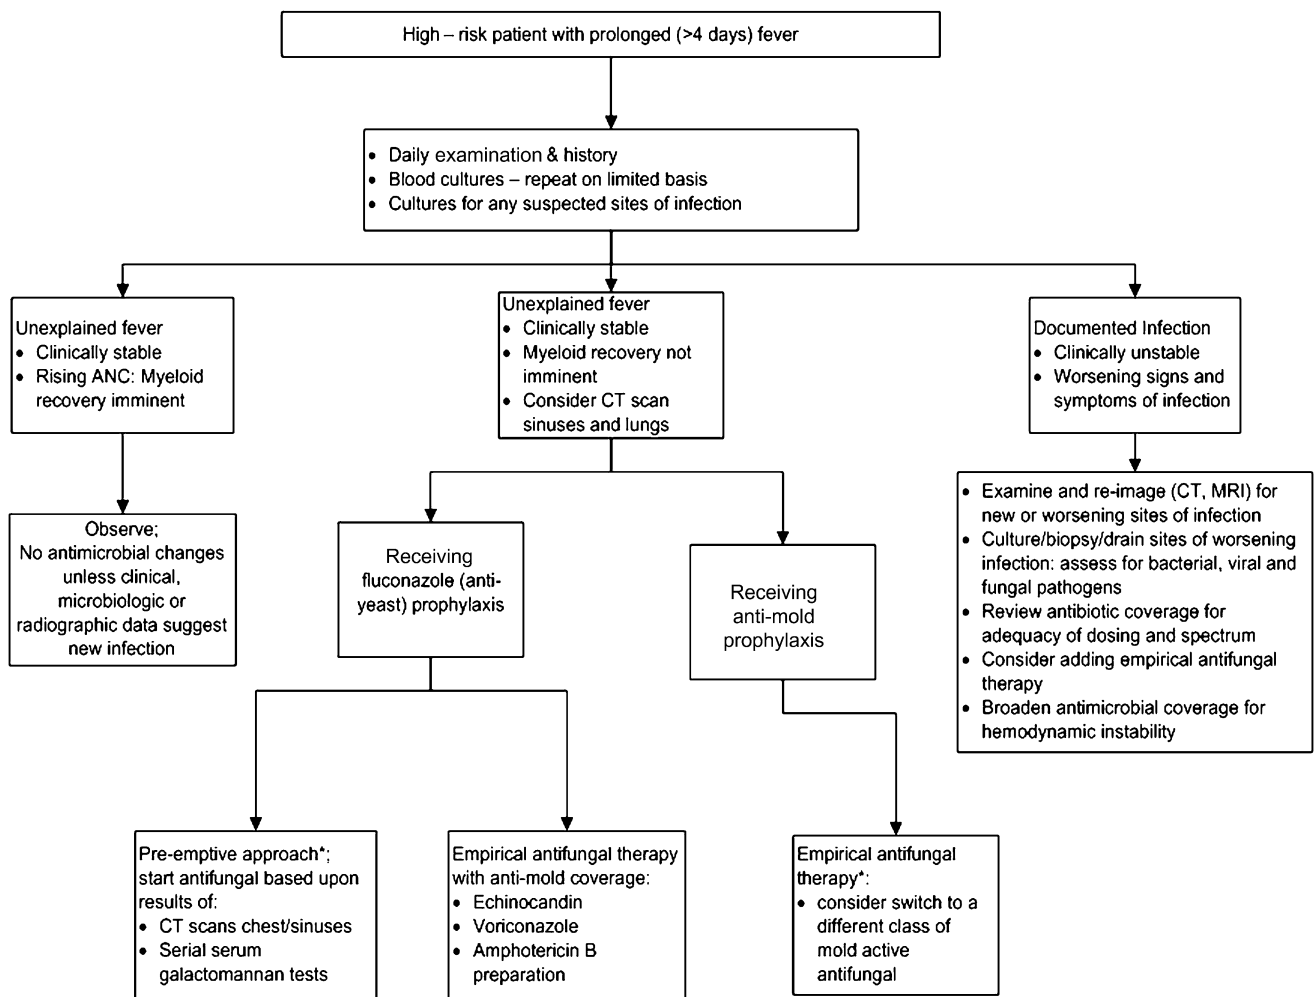 High – risk patient with prolonged (>4 days) fever
• Daily examination & history
• Blood cultures – repeat on limited basis
• Cultures for any suspected sites of infection
Unexplained fever
• Clinically stable
• Rising ANC: Myeloid
recovery imminent
Unexplained fever
• Clinically stable
• Myeloid recovery not
imminent
• Consider CT scan
sinuses and lungs
Documented Infection
• Clinically unstable
• Worsening signs and
symptoms of infection
Observe;
No antimicrobial changes
unless clinical,
microbiologic or
radiographic data suggest
new infection
Receiving
fluconazole (anti-
yeast) prophylaxis
Receiving
anti-mold
prophylaxis
• Examine and re-image (CT, MRI) for
new or worsening sites of infection
• Culture/biopsy/drain sites of worsening
infection: assess for bacterial, viral and
fungal pathogens
• Review antibiotic coverage for
adequacy of dosing and spectrum
• Consider adding empirical antifungal
therapy
• Broaden antimicrobial coverage for
hemodynamic instability
Pre-emptive approach*;
start antifungal based upon
results of:
• CT scans chest/sinuses
• Serial serum
galactomannan tests
Empirical antifungal therapy
with anti-mold coverage:
• Echinocandin
• Voriconazole
• Amphotericin B
preparation
Empirical antifungal
therapy*:
• consider switch to a
different class of
mold active
antifungal